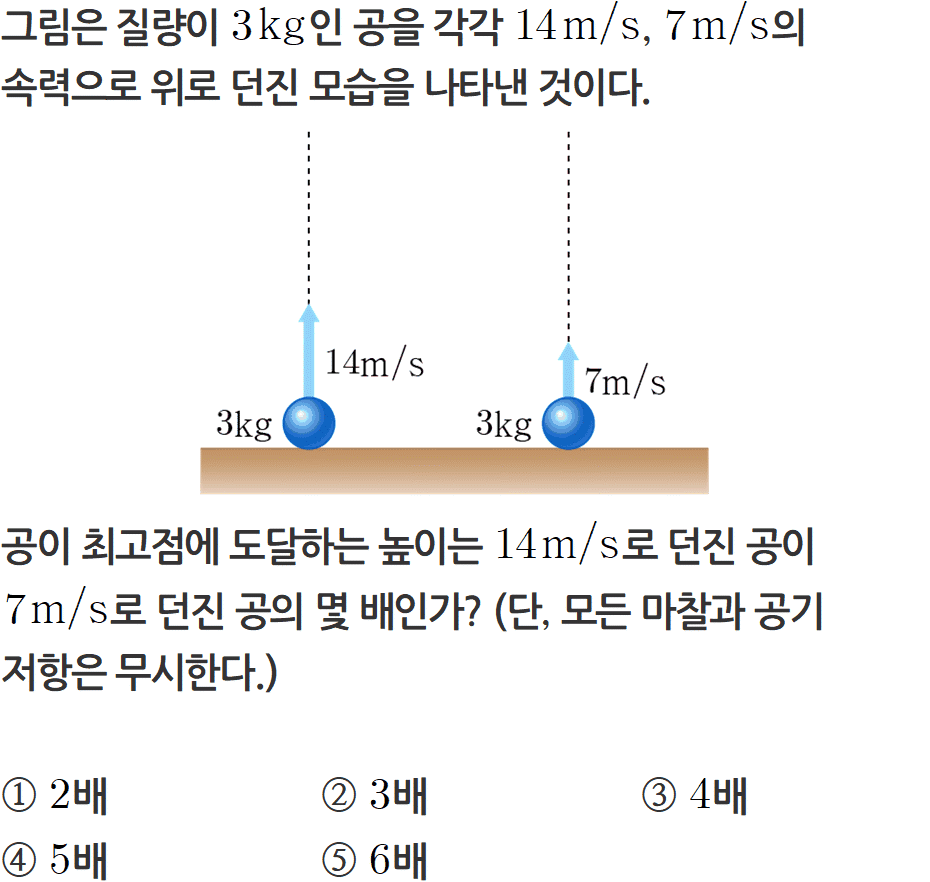 그림은 질량이 3kg인 공을 각각 14m/s, 7m/s의
속력으로 위로 던진 모습을 나타낸 것이다.
14m/s
7m/s
3kg
3kg
공이 최고점에 도달하는 높이는 14m/s로 던진 공이
7m/s로 던진 공의 몇 배인가? (단, 모든 마찰과 공기
저항은 무시한다.)
① 2배 ② 3배 ③ 4배
④ 5배 ⑤ 6배